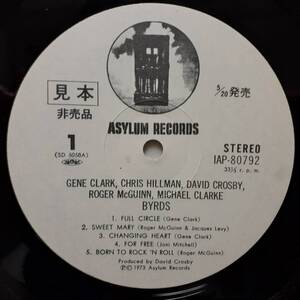 ASYLUM RECORDS
見本
非売品
5/20発売
1
(SD 5058A)
STEREO
IAP-80792
33⅓ r. p. m.
GENE CLARK, CHRIS HILLMAN, DAVID CROSBY,
ROGER McGUINN, MICHAEL CLARKE
BYRDS
1. FULL CIRCLE (Gene Clark)
2. SWEET MARY (Roger McGuinn & Jacques Levy)
3. CHANGING HEART (Gene Clark)
4. FOR FREE (Joni Mitchell)
5. BORN TO ROCK 'N ROLL (Roger McGuinn)
Produced by David Crosby
Ⓟ© 1973 Asylum Records